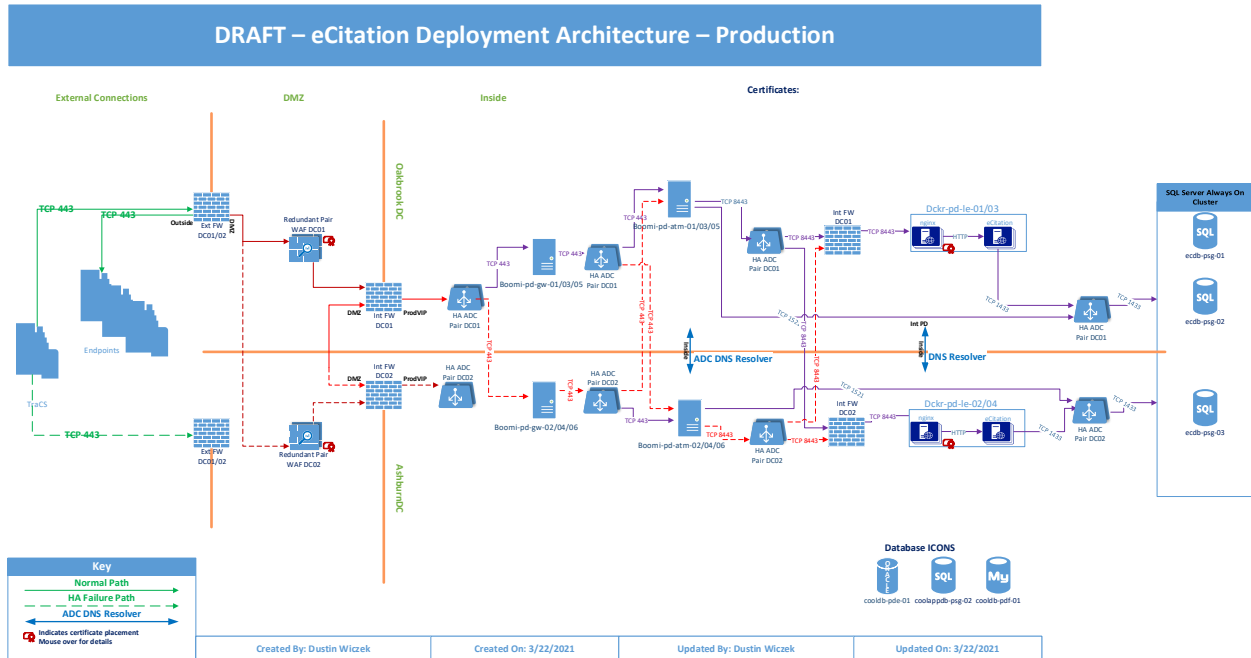 DRAFT – eCitation Deployment Architecture – Production
External Connections
DMZ
Inside
Certificates:
Oakbrook DC
TCP 443
TCP 443
Outside
Ext FW
DC01/02
DMZ
Redundant Pair
WAF DC01
Endpoints
TraCS
TCP 443
Ext FW
DC01/02
Redundant Pair
WAF DC02
AshburnDC
DMZ
Int FW
DC01
ProdVIP
DMZ
Int FW
DC02
ProdVIP
HA ADC
Pair DC01
HA ADC
Pair DC02
TCP 443
TCP 443
Boomi-pd-gw-01/03/05
TCP 443
HA ADC
Pair DC01
TCP 443
Boomi-pd-gw-02/04/06
TCP 443
HA ADC
Pair DC02
TCP 443
TCP 443
TCP 443
Boomi-pd-atm-01/03/05
TCP 8443
HA ADC
Pair DC01
TCP 8443
TCP 1521
TCP 8443
TCP 8443
Inside
ADC DNS Resolver
Boomi-pd-atm-02/04/06
TCP 8443
HA ADC
Pair DC02
TCP 8443
TCP 1521
Int FW
DC01
TCP 8443
Int FW
DC02
TCP 8443
Dckr-pd-le-01/03
nginx
HTTP
eCitation
TCP 1433
Int PD
Inside
DNS Resolver
Dckr-pd-le-02/04
nginx
HTTP
eCitation
TCP 1433
HA ADC
Pair DC01
TCP 1433
HA ADC
Pair DC02
TCP 1433
SQL Server Always On
Cluster
SQL
ecdb-psg-01
SQL
ecdb-psg-02
SQL
ecdb-psg-03
Database ICONS
ORACLE
SQL
My
cooldb-pde-01
coolappdb-psg-02
cooldb-pdf-01
Key
Normal Path
HA Failure Path
ADC DNS Resolver
Indicates certificate placement
Mouse over for details
Created By: Dustin Wiczek
Created On: 3/22/2021
Updated By: Dustin Wiczek
Updated On: 3/22/2021